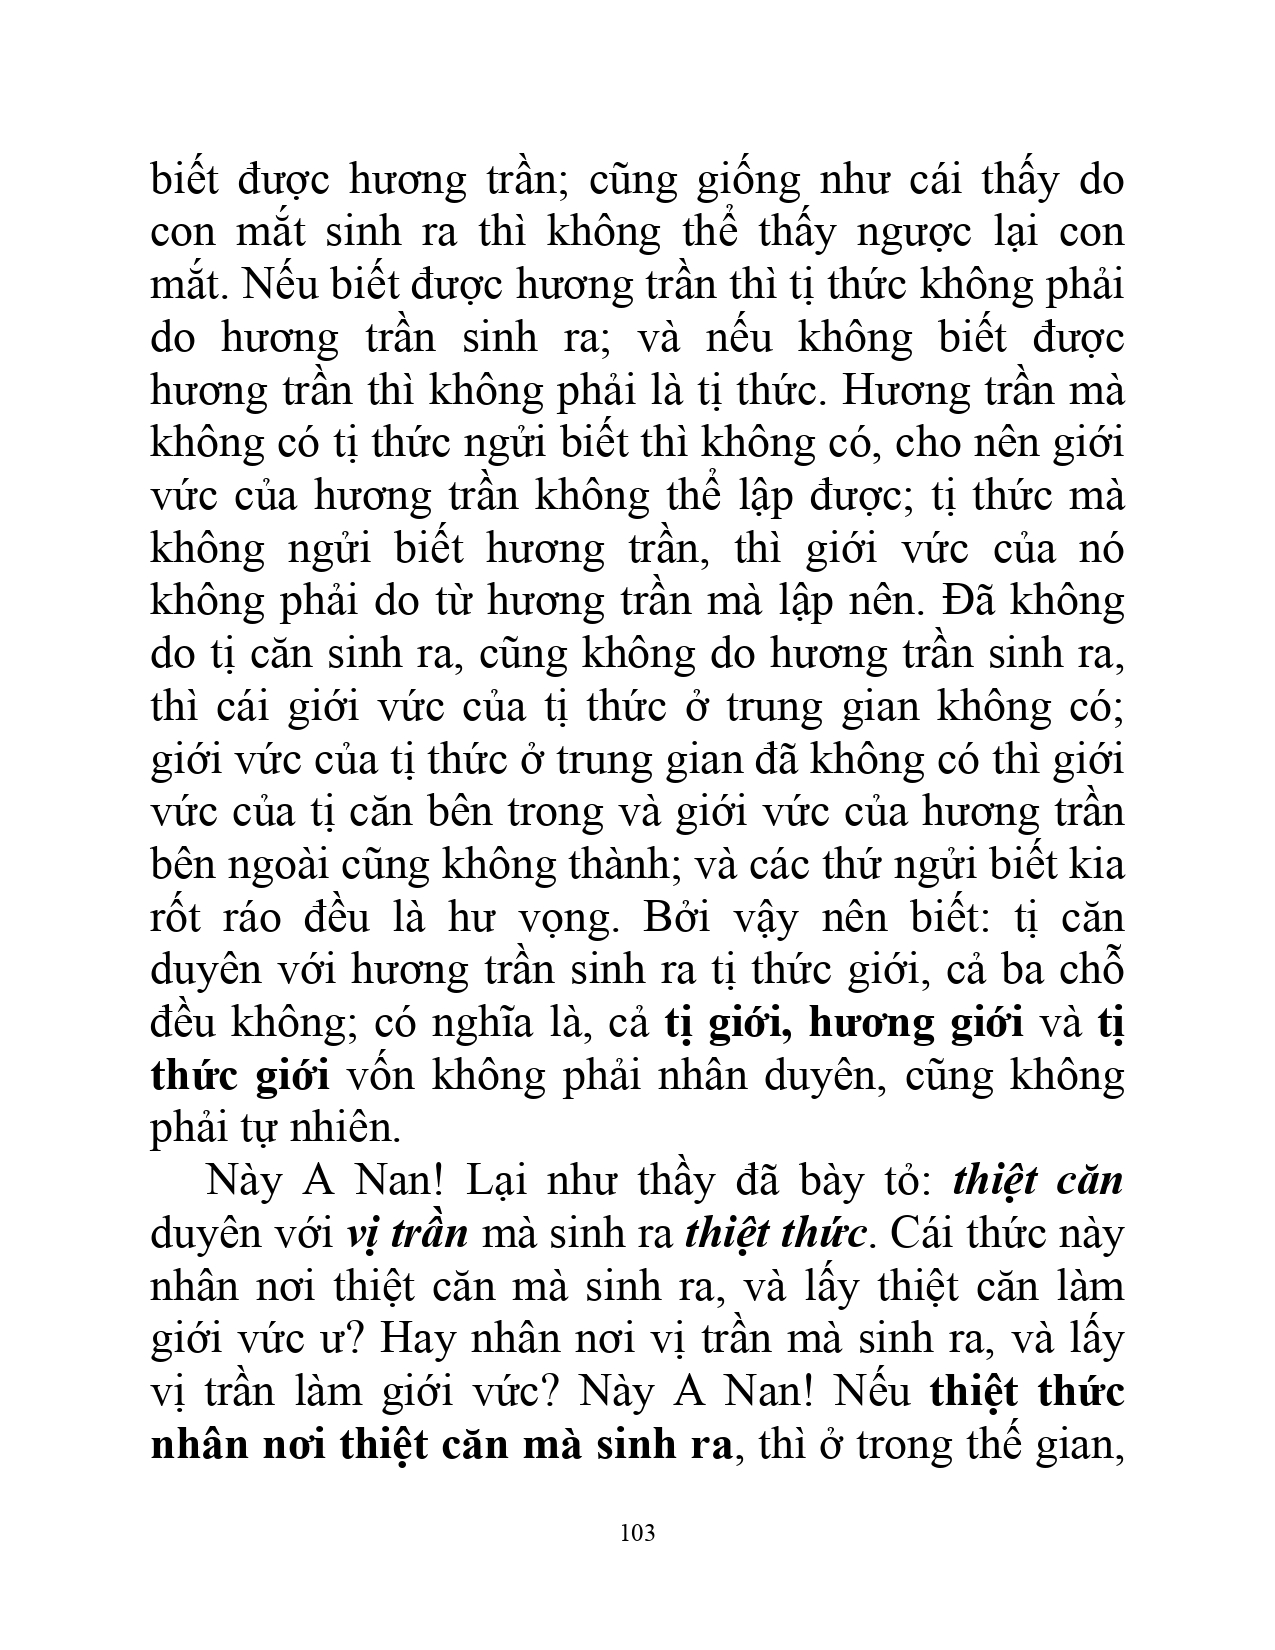 biết được hương trần; cũng giống như cái thấy do
con mắt sinh ra thì không thể thấy ngược lại con
mắt. Nếu biết được hương trần thì tị thức không phải
do hương trần sinh ra; và nếu không biết được
hương trần thì không phải là tị thức. Hương trần mà
không có tị thức ngửi biết thì không có, cho nên giới
vức của hương trần không thể lập được; tị thức mà
không ngửi biết hương trần, thì giới vức của nó
không phải do từ hương trần mà lập nên. Đã không
do tị căn sinh ra, cũng không do hương trần sinh ra,
thì cái giới vức của tị thức ở trung gian không có;
giới vức của tị thức ở trung gian đã không có thì giới
vức của tị căn bên trong và giới vức của hương trần
bên ngoài cũng không thành; và các thứ ngửi biết kia
rốt ráo đều là hư vọng. Bởi vậy nên biết: tị căn
duyên với hương trần sinh ra tị thức giới, cả ba chỗ
đều không; có nghĩa là, cả tị giới, hương giới và tị
thức giới vốn không phải nhân duyên, cũng không
phải tự nhiên.
Này A Nan! Lại như thầy đã bày tỏ: thiệt căn
duyên với vị trần mà sinh ra thiệt thức. Cái thức này
nhân nơi thiệt căn mà sinh ra, và lấy thiệt căn làm
giới vức ư? Hay nhân nơi vị trần mà sinh ra, và lấy
vị trần làm giới vức? Này A Nan! Nếu thiệt thức
nhân nơi thiệt căn mà sinh ra, thì ở trong thế gian,
103